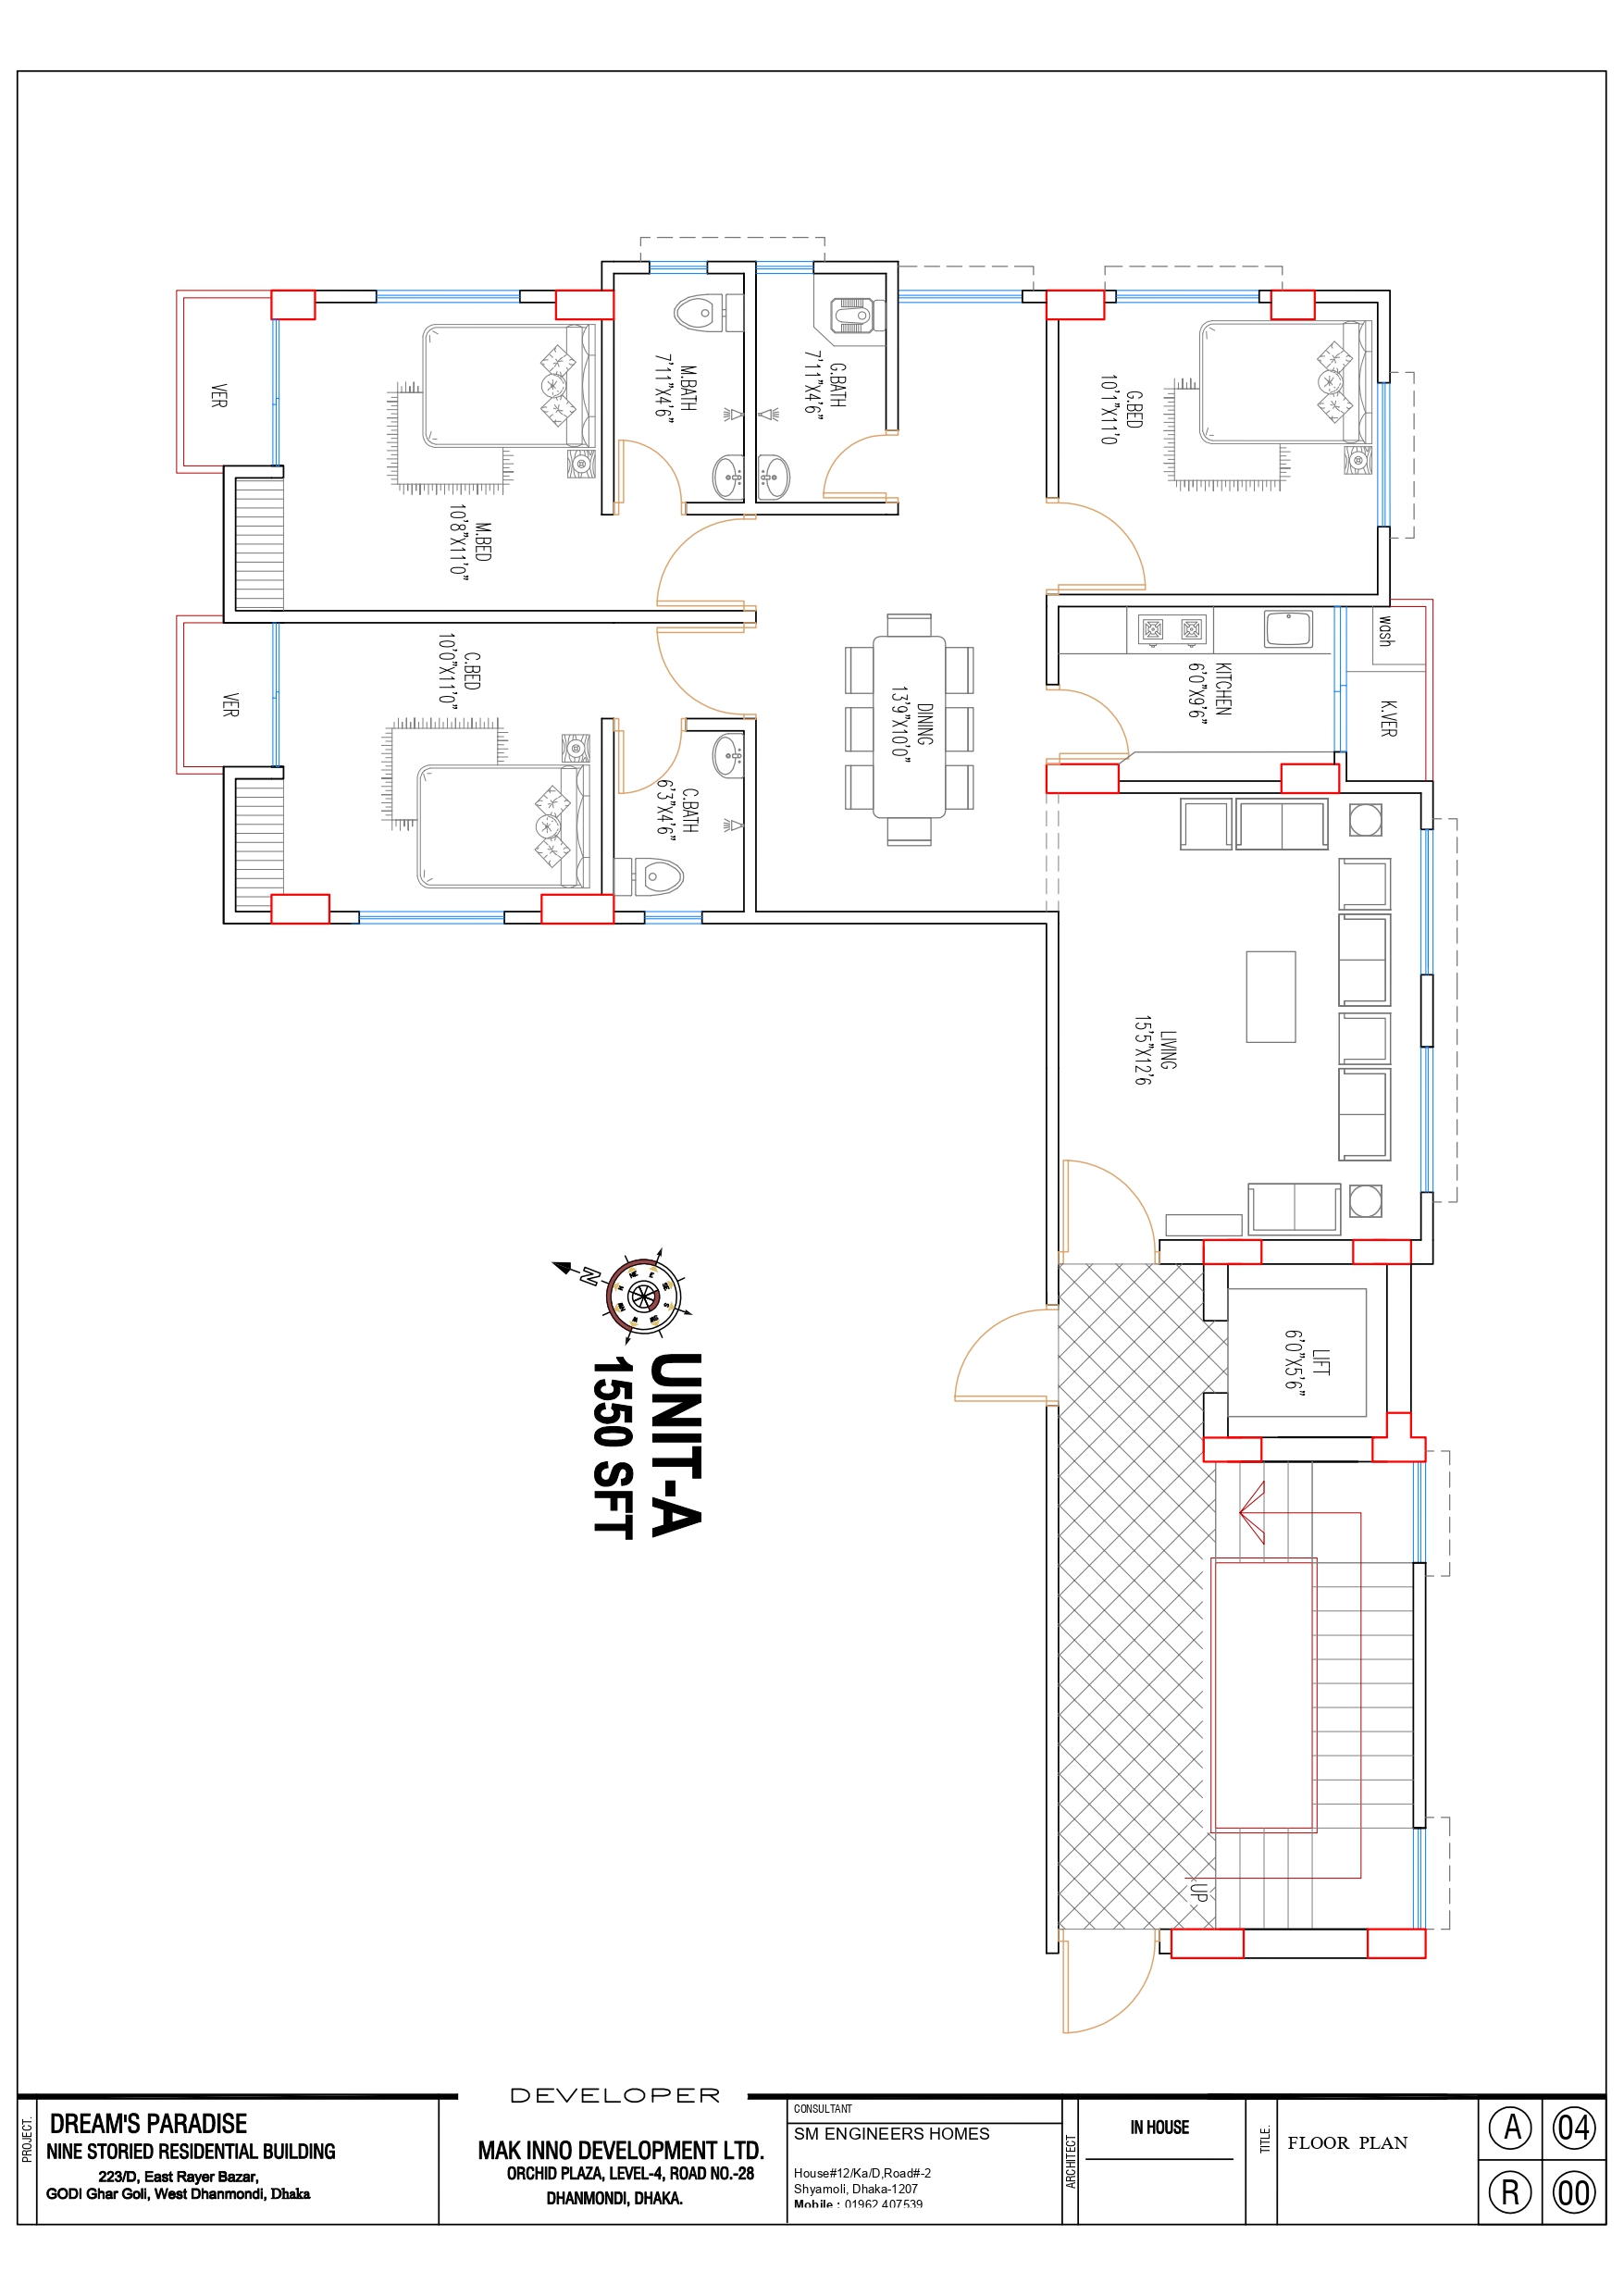 VER
M.BED
10'8"X11'0"
M.BATH
7'11"X4'6"
G.BATH
7'11"X4'6"
G.BED
10'1"X11'0
VER
C.BED
10'0"X11'0"
C.BATH
6'3"X4'6"
DINING
13'9"X10'0"
KITCHEN
6'0"X9'6"
wash
K.VER
LIVING
15'5"X12'6
LIFT
6'0"X5'6"
UP
N
UNIT-A
1550 SFT
PROJECT.
DREAM'S PARADISE
NINE STORIED RESIDENTIAL BUILDING
223/D, East Rayer Bazar,
GODI Ghar Goli, West Dhanmondi, Dhaka
DEVELOPER
MAK INNO DEVELOPMENT LTD.
ORCHID PLAZA, LEVEL-4, ROAD NO.-28
DHANMONDI, DHAKA.
CONSULTANT
SM ENGINEERS HOMES
House#12/Ka/D,Road#-2
Shyamoli, Dhaka-1207
Mobile : 01962 407539
ARCHITECT
IN HOUSE
TITLE.
FLOOR PLAN
A 04
R 00